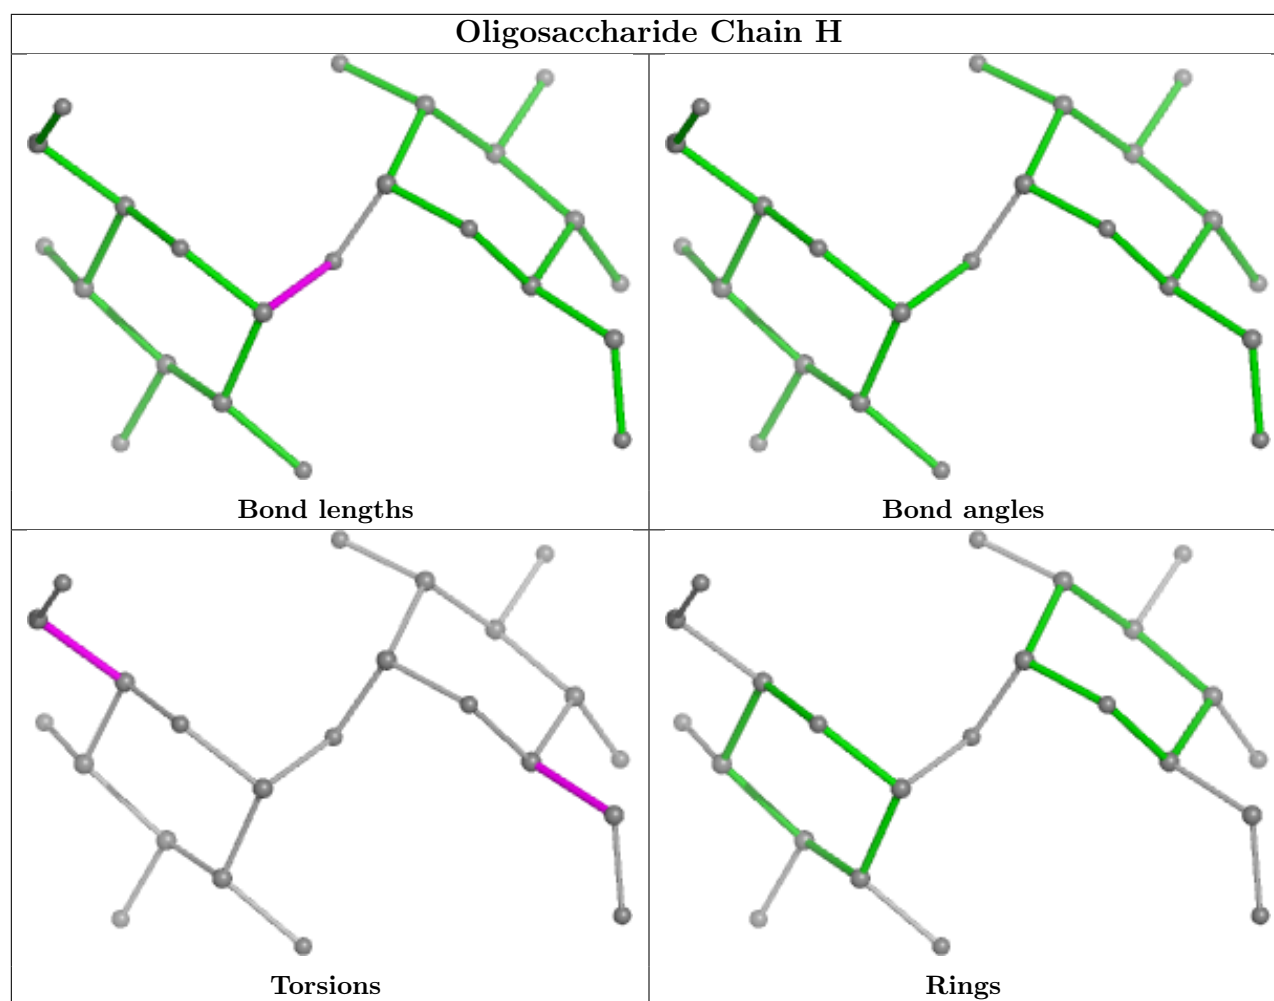 Oligosaccharide Chain H
Bond lengths
Bond angles
Torsions
Rings